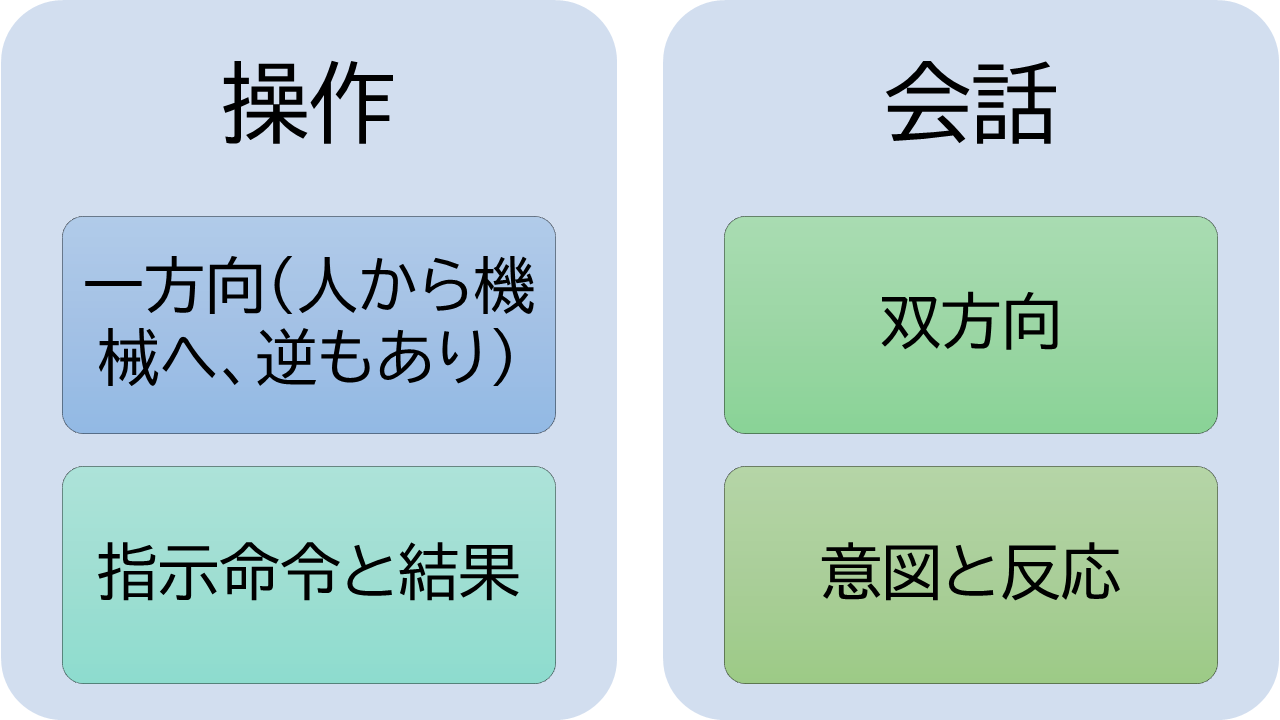 操作
一方向（人から機
械へ、逆もあり）
指示命令と結果
会話
双方向
意図と反応